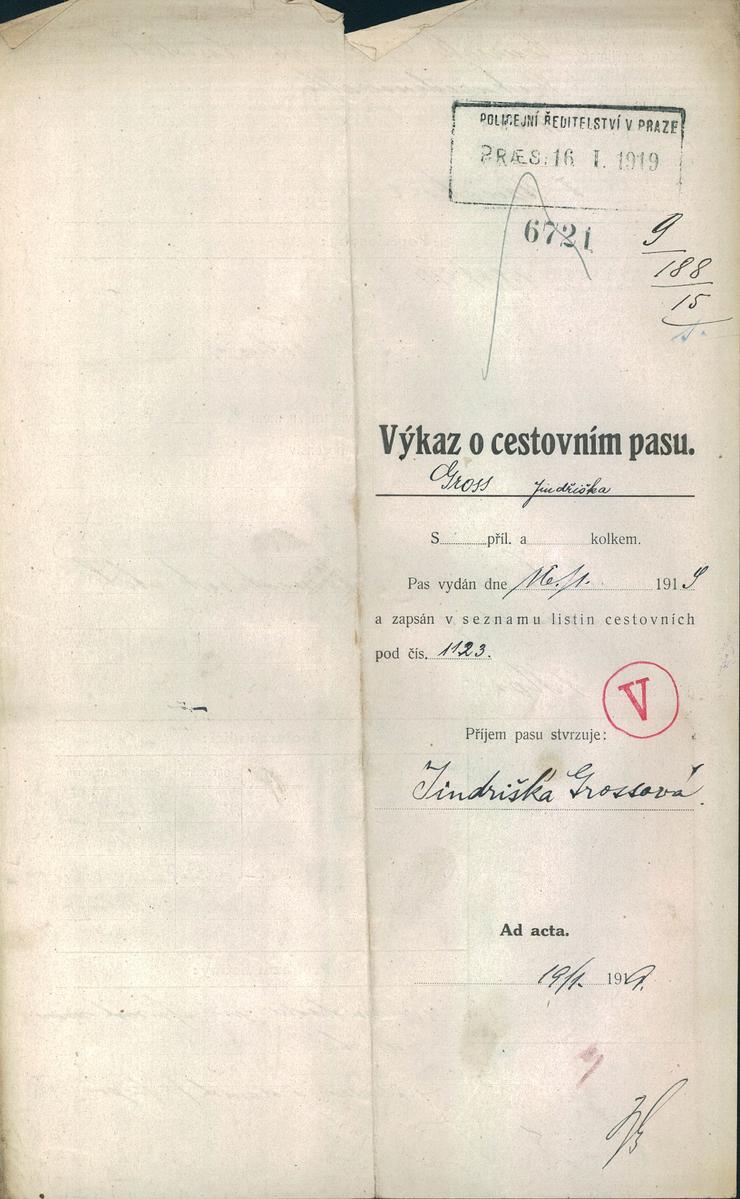 POLICEJNÍ ŘEDITELSTVÍ V PRAZE
PRÆS. 16 I. 1919
6721
9
188
15
Výkaz o cestovním pasu.
Gross Jindřiška
S příl. a kolkem.
Pas vydán dne 16./1. 1919
a zapsán v seznamu listin cestovních
pod čís. 1123.
V
Příjem pasu stvrzuje:
Jindriška Grossová.
Ad acta.
19/1. 1919.